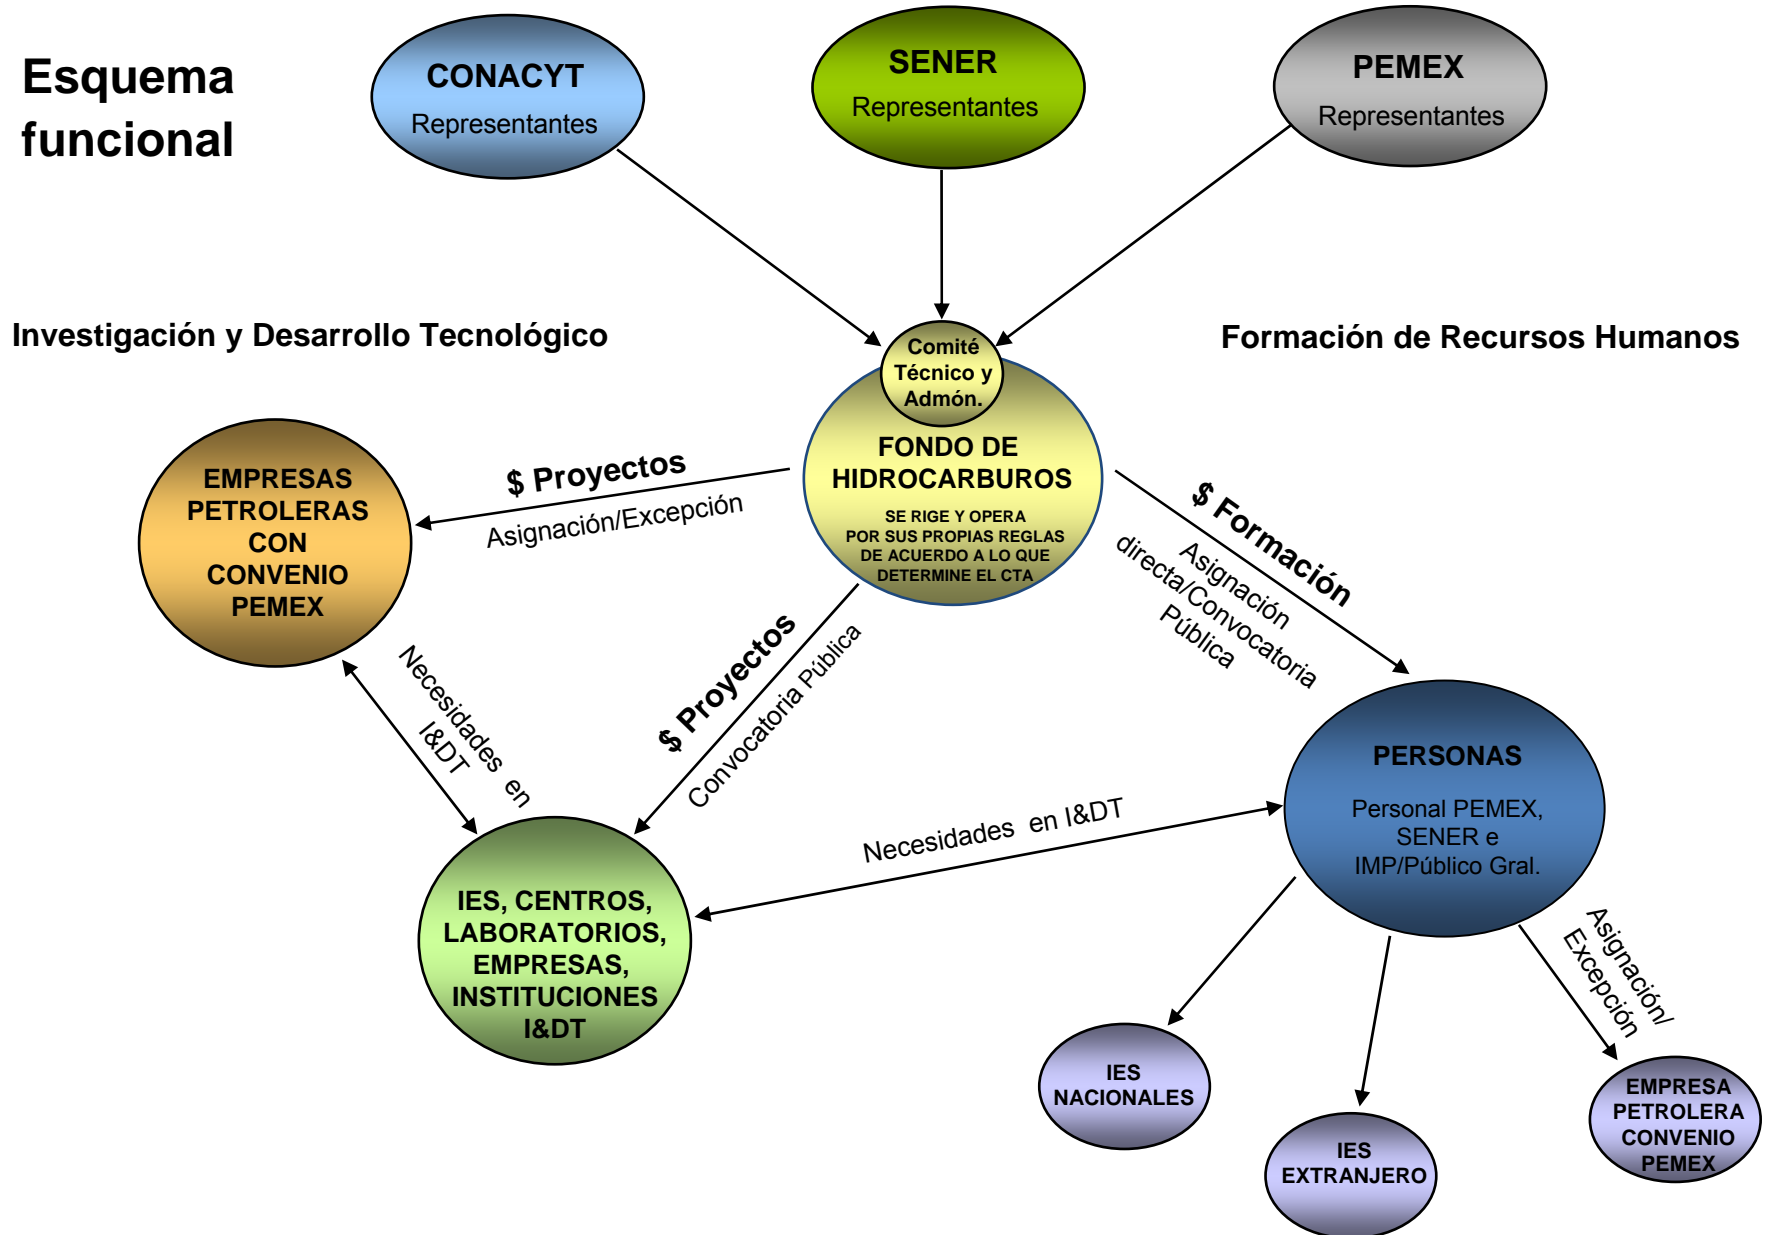 Esquema
funcional
CONACYT
Representantes
SENER
Representantes
PEMEX
Representantes
Investigación y Desarrollo Tecnológico
Formación de Recursos Humanos
Comité
Técnico y
Admón.
FONDO DE
HIDROCARBUROS
SE RIGE Y OPERA
POR SUS PROPIAS REGLAS
DE ACUERDO A LO QUE
DETERMINE EL CTA
EMPRESAS
PETROLERAS
CON
CONVENIO
PEMEX
$ Proyectos
Asignación/Excepción
$ Formación
Asignación
directa/Convocatoria
Pública
$ Proyectos
Convocatoria Pública
Necesidades en
I&DT
PERSONAS
Personal PEMEX,
SENER e
IMP/Público Gral.
Necesidades en I&DT
IES, CENTROS,
LABORATORIOS,
EMPRESAS,
INSTITUCIONES
I&DT
Asignación/
Excepción
IES
NACIONALES
IES
EXTRANJERO
EMPRESA
PETROLERA
CONVENIO
PEMEX